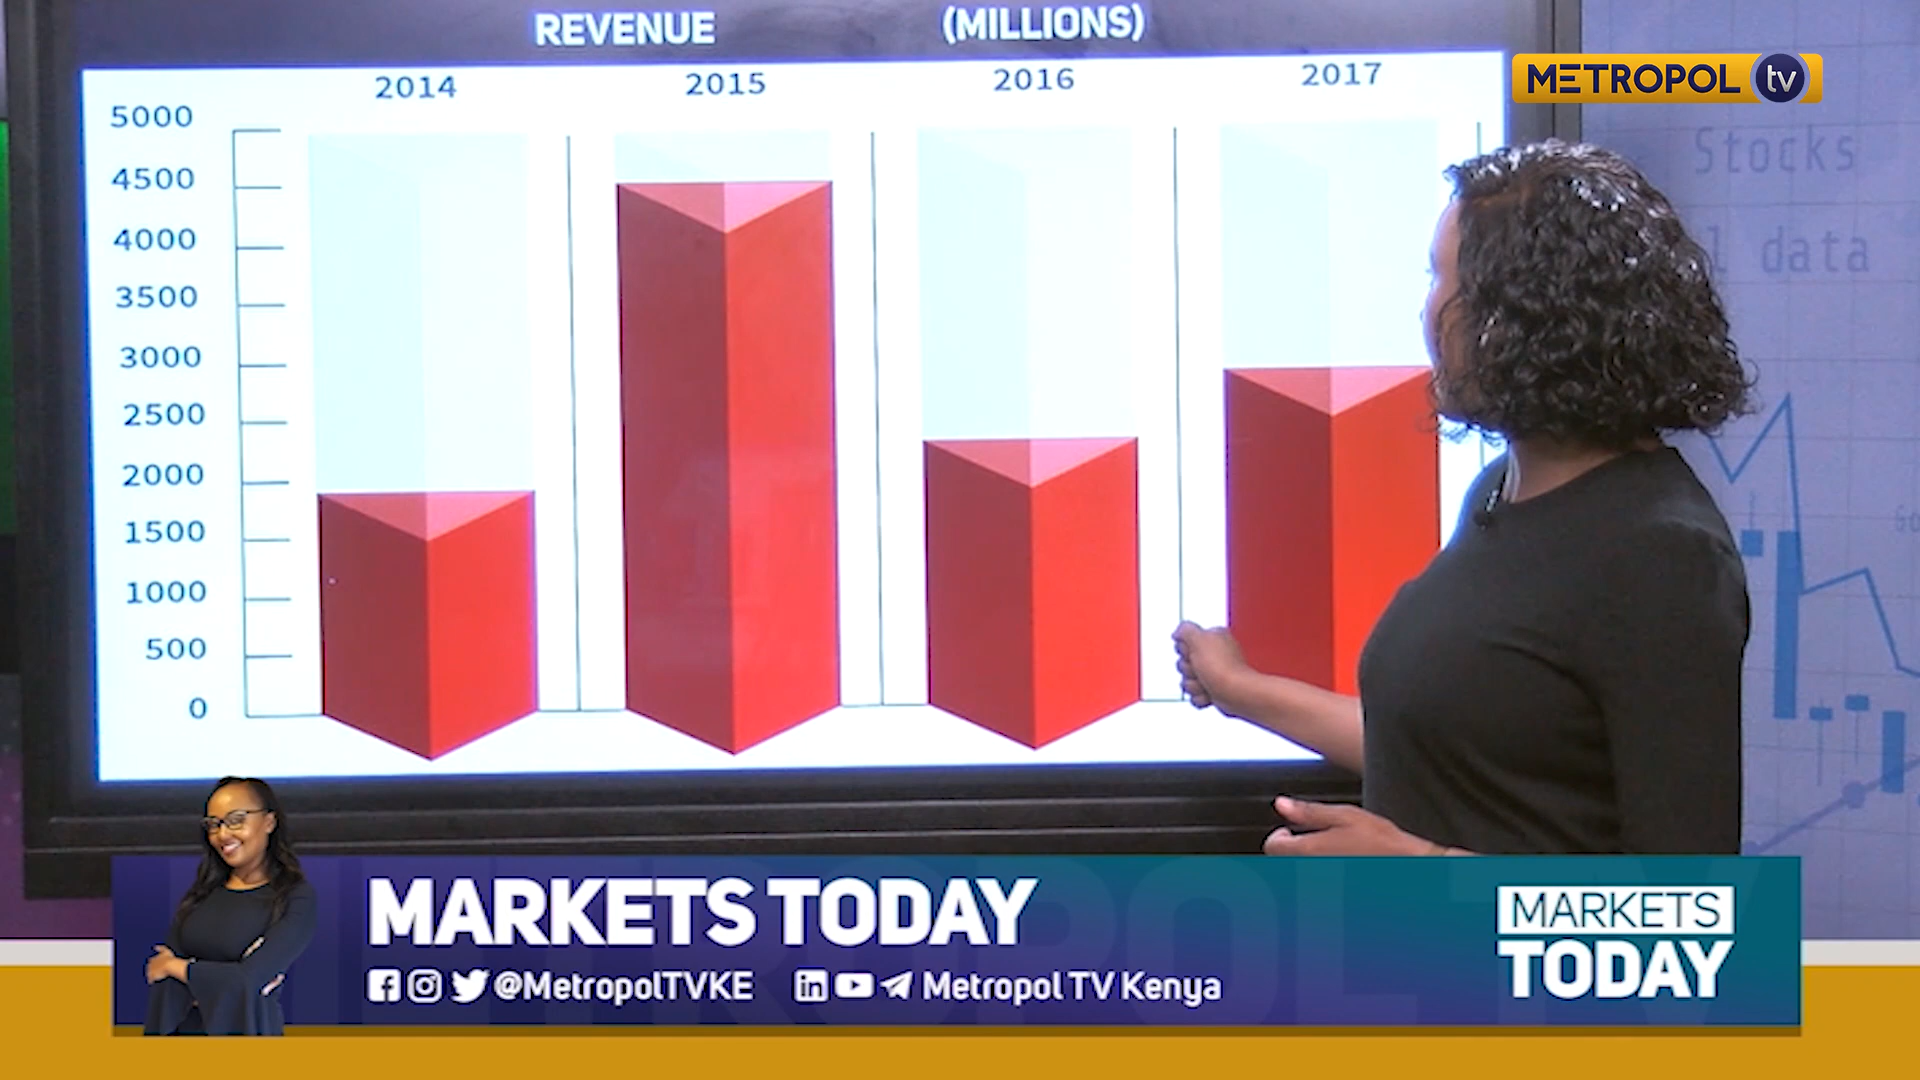 REVENUE (MILLIONS)
METROPOL tv
2014 2015 2016 2017
5000
4500
4000
3500
3000
2500
2000
1500
1000
500
0
Stocks
data
MARKETS TODAY
@MetropolTVKE Metropol TV Kenya
MARKETS
TODAY